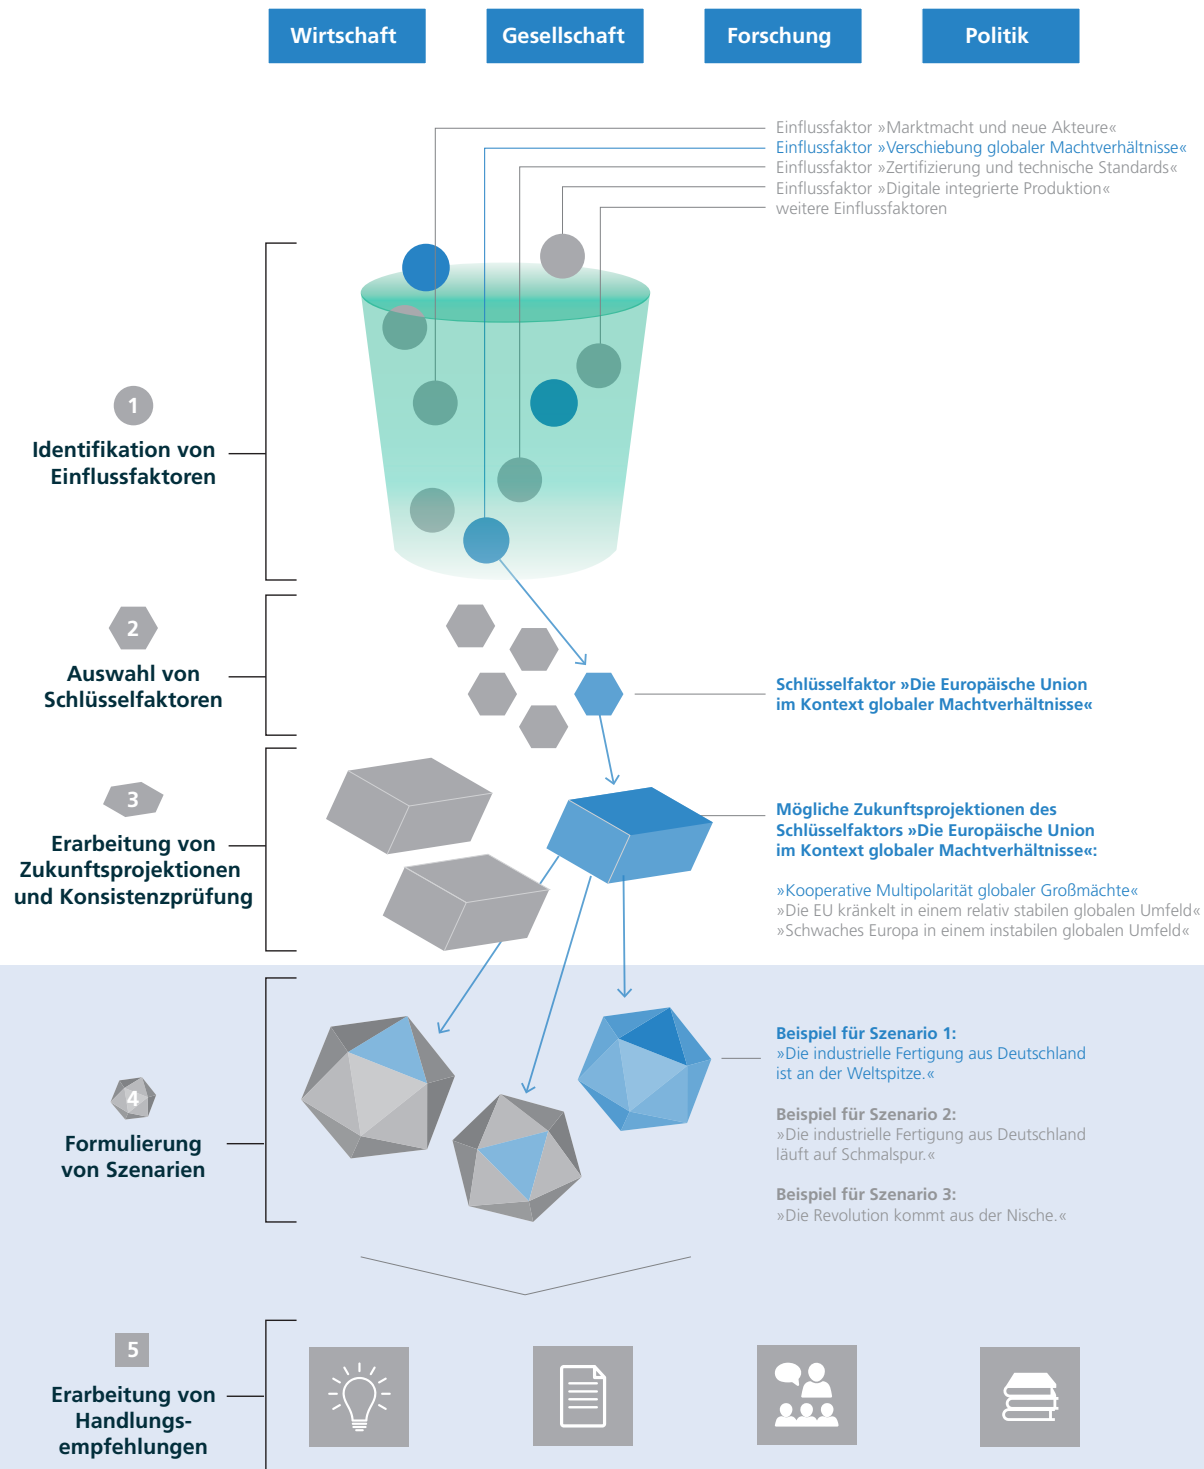 Wirtschaft
Gesellschaft
Forschung
Politik
Einflussfaktor »Marktmacht und neue Akteure«
Einflussfaktor »Verschiebung globaler Machtverhältnisse«
Einflussfaktor »Zertifizierung und technische Standards«
Einflussfaktor »Digitale integrierte Produktion«
weitere Einflussfaktoren
1
Identifikation von
Einflussfaktoren
2
Auswahl von
Schlüsselfaktoren
Schlüsselfaktor »Die Europäische Union
im Kontext globaler Machtverhältnisse«
3
Erarbeitung von
Zukunftsprojektionen
und Konsistenzprüfung
Mögliche Zukunftsprojektionen des
Schlüsselfaktors »Die Europäische Union
im Kontext globaler Machtverhältnisse«:
»Kooperative Multipolarität globaler Großmächte«
»Die EU kränkelt in einem relativ stabilen globalen Umfeld«
»Schwaches Europa in einem instabilen globalen Umfeld«
4
Formulierung
von Szenarien
Beispiel für Szenario 1:
»Die industrielle Fertigung aus Deutschland
ist an der Weltspitze.«
Beispiel für Szenario 2:
»Die industrielle Fertigung aus Deutschland
läuft auf Schmalspur.«
Beispiel für Szenario 3:
»Die Revolution kommt aus der Nische.«
5
Erarbeitung von
Handlungs-
empfehlungen